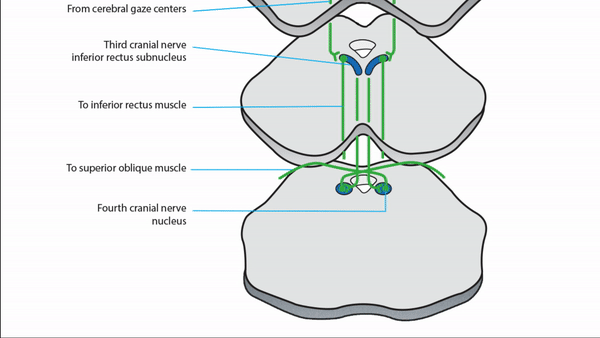 From cerebral gaze centers
Third cranial nerve
inferior rectus subnucleus
To inferior rectus muscle
To superior oblique muscle
Fourth cranial nerve
nucleus